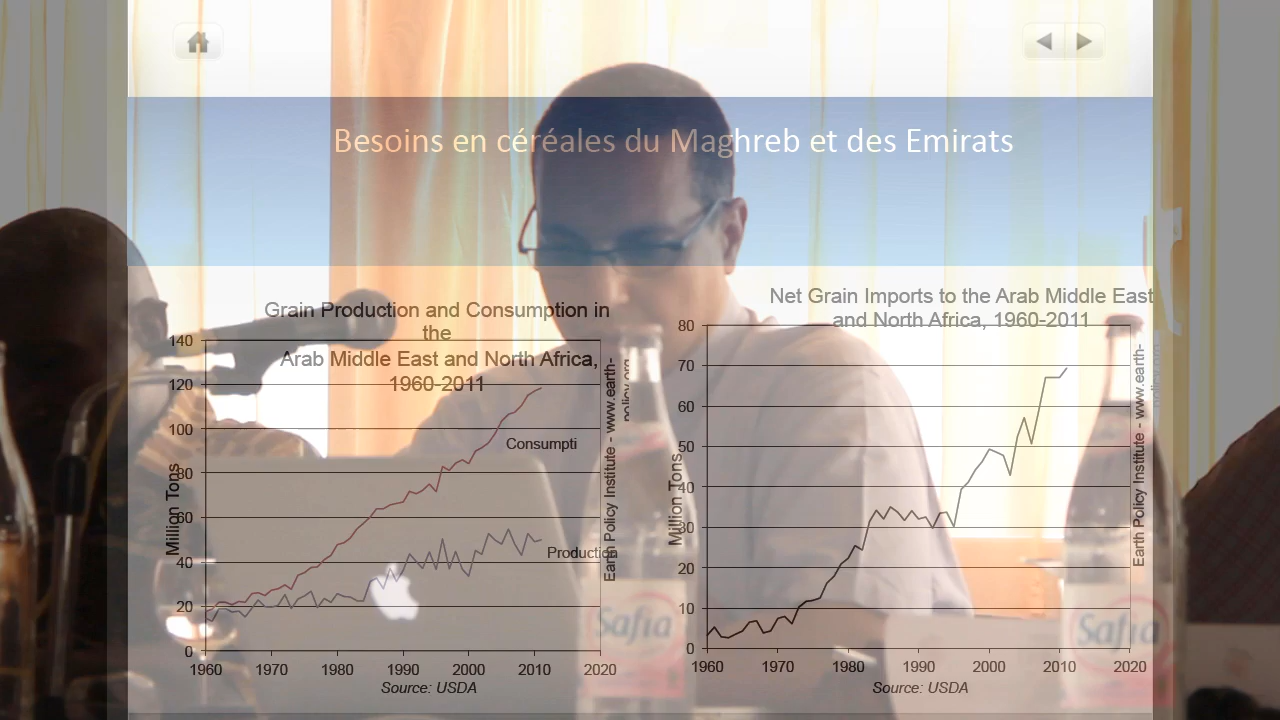 Besoins en céréales du Maghreb et des Emirats
Grain Production and Consumption in
the
Arab Middle East and North Africa,
1960-2011
140
120
100
80
60
40
20
0
Million Tons
Consumpti
Production
1960 1970 1980 1990 2000 2010 2020
Source: USDA
Earth Policy Institute - www.earth-
policy.org
Net Grain Imports to the Arab Middle East
and North Africa, 1960-2011
80
70
60
50
40
30
20
10
0
Million Tons
1960 1970 1980 1990 2000 2010 2020
Source: USDA
Earth Policy Institute - www.earth-
policy.org
Safia
Safia